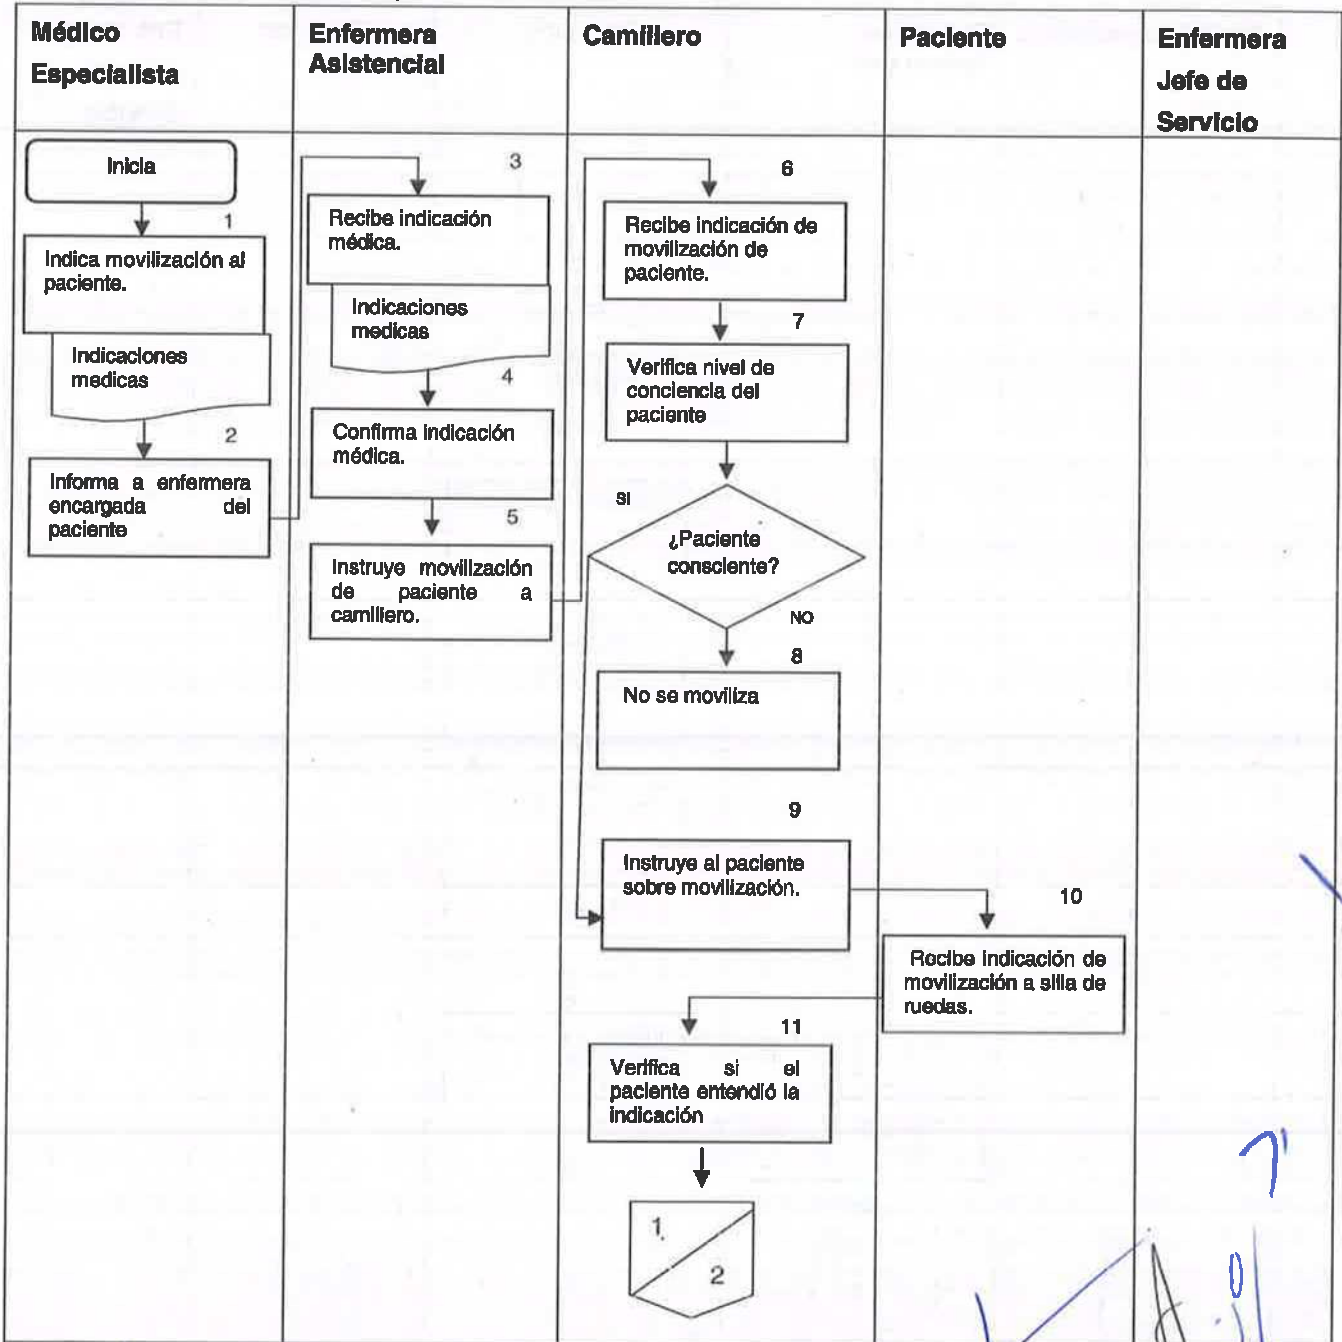 Médico
Especialista
Enfermera
Asistencial
Camillero
Paciente
Enfermera
Jefe de
Servicio
Inicia
1
Indica movilización al
paciente.
Indicaciones
medicas
2
Informa a enfermera
encargada del
paciente
3
Recibe indicación
médica.
Indicaciones
medicas
4
Confirma indicación
médica.
5
Instruye movilización
de paciente a
camillero.
6
Recibe indicación de
movilización de
paciente.
7
Verifica nivel de
conciencia del
paciente
SI
¿Paciente
consciente?
NO
8
No se moviliza
9
Instruye al paciente
sobre movilización.
10
Recibe indicación de
movilización a silla de
ruedas.
11
Verifica si el
paciente entendió la
indicación
1
2